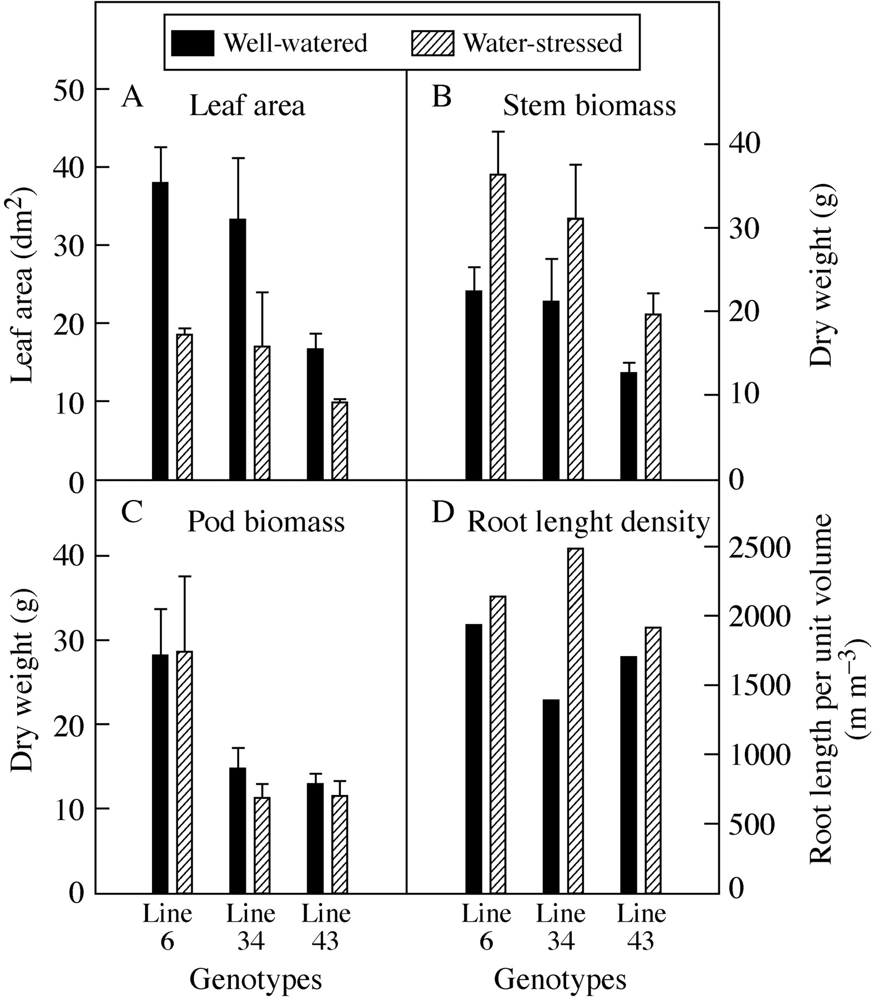 Well-watered Water-stressed
A Leaf area
50
40
30
20
10
0
Leaf area (dm²)
B Stem biomass
40
30
20
10
0
Dry weight (g)
C Pod biomass
40
30
20
10
0
Dry weight (g)
D Root lenght density
2500
2000
1500
1000
500
0
Root length per unit volume
(m m⁻³)
Line Line Line
6 34 43
Genotypes
Line Line Line
6 34 43
Genotypes